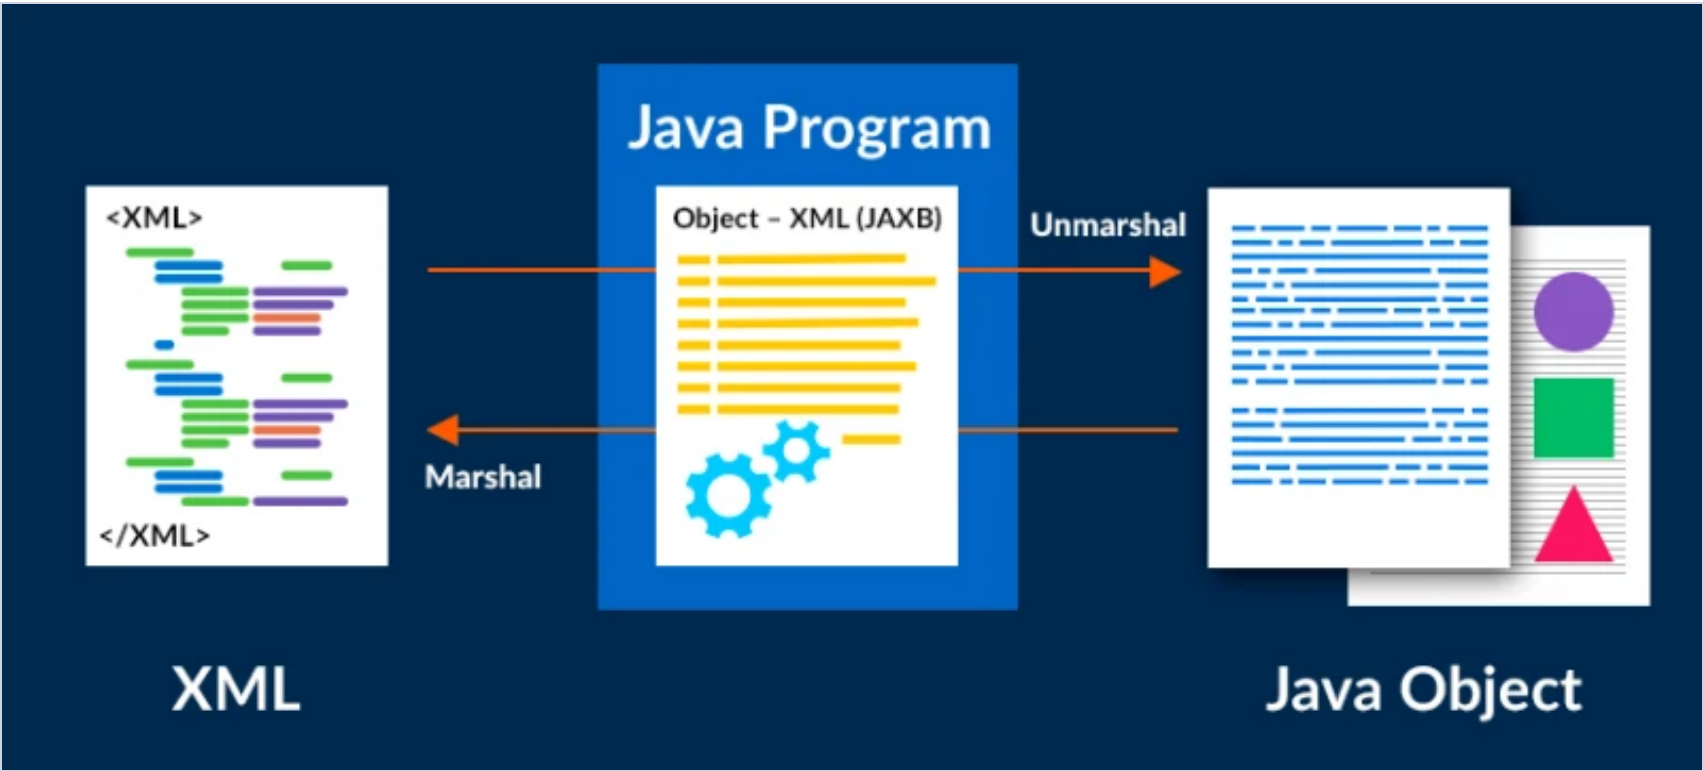 Java Program
<XML>
Object – XML (JAXB)
Unmarshal
Marshal
</XML>
XML
Java Object